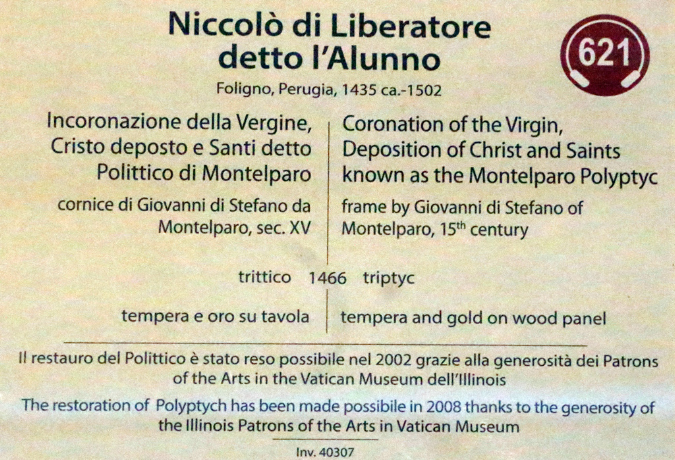 Niccolò di Liberatore
detto l'Alunno
621
Foligno, Perugia, 1435 ca.-1502
Incoronazione della Vergine,
Cristo deposto e Santi detto
Polittico di Montelparo
cornice di Giovanni di Stefano da
Montelparo, sec. XV
Coronation of the Virgin,
Deposition of Christ and Saints
known as the Montelparo Polyptyc
frame by Giovanni di Stefano of
Montelparo, 15th century
trittico 1466 triptyc
tempera e oro su tavola
tempera and gold on wood panel
Il restauro del Polittico è stato reso possibile nel 2002 grazie alla generosità dei Patrons
of the Arts in the Vatican Museum dell'Illinois
The restoration of Polyptych has been made possible in 2008 thanks to the generosity of
the Illinois Patrons of the Arts in Vatican Museum
Inv. 40307